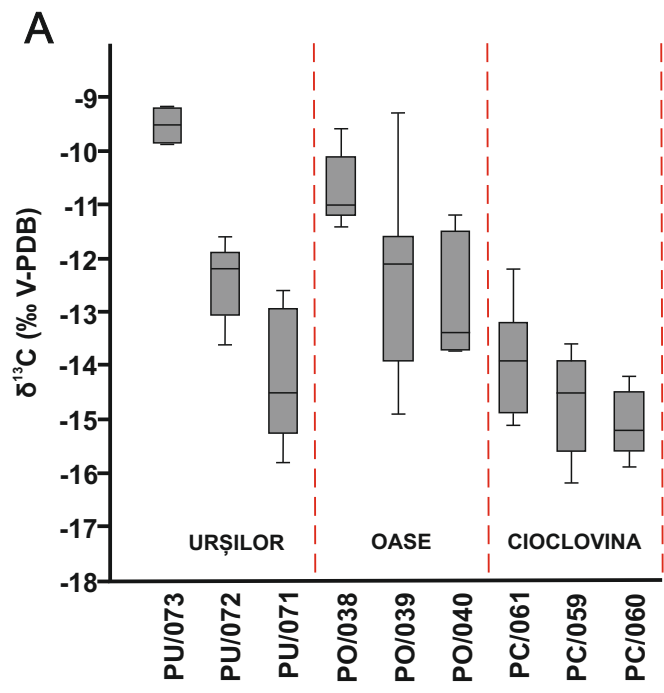 A
δ¹³C (‰ V-PDB)
-9
-10
-11
-12
-13
-14
-15
-16
-17
-18
URȘILOR
OASE
CIOCLOVINA
PU/073
PU/072
PU/071
PO/038
PO/039
PO/040
PC/061
PC/059
PC/060